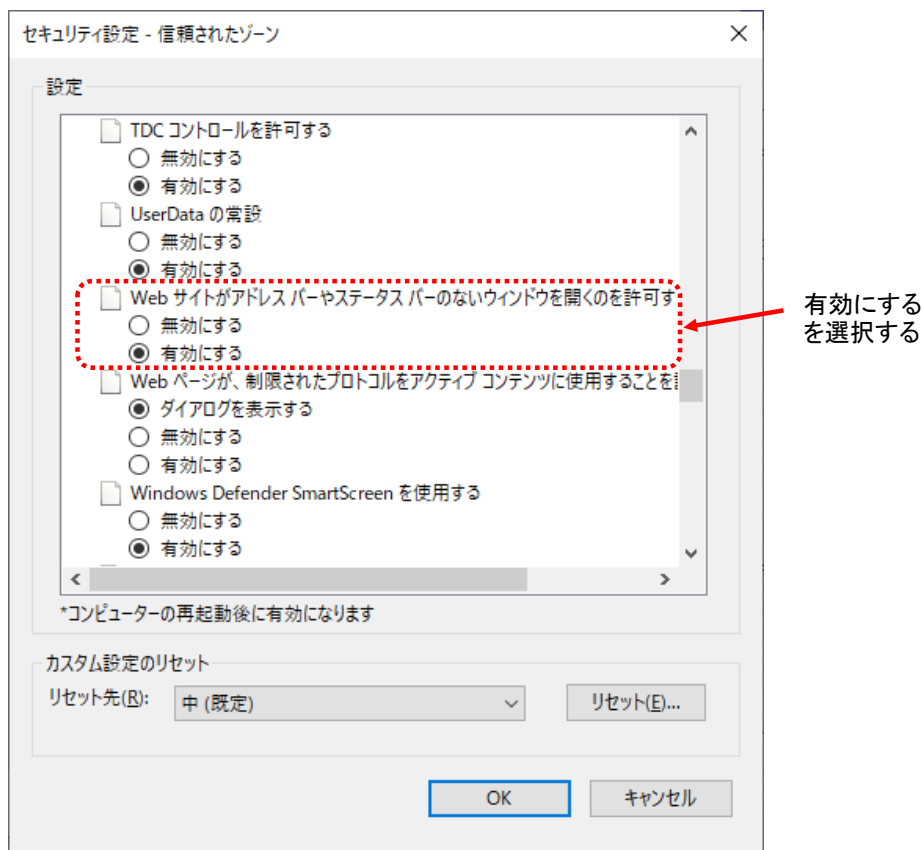 セキュリティ設定 - 信頼されたゾーン
設定
TDC コントロールを許可する
無効にする
有効にする
UserData の常設
無効にする
有効にする
Web サイトがアドレス バーやステータス バーのないウィンドウを開くのを許可す
無効にする
有効にする
有効にする
を選択する
Web ページが、制限されたプロトコルをアクティブ コンテンツに使用することを
ダイアログを表示する
無効にする
有効にする
Windows Defender SmartScreen を使用する
無効にする
有効にする
*コンピューターの再起動後に有効になります
カスタム設定のリセット
リセット先(R):
中 (既定)
リセット(E)...
OK
キャンセル